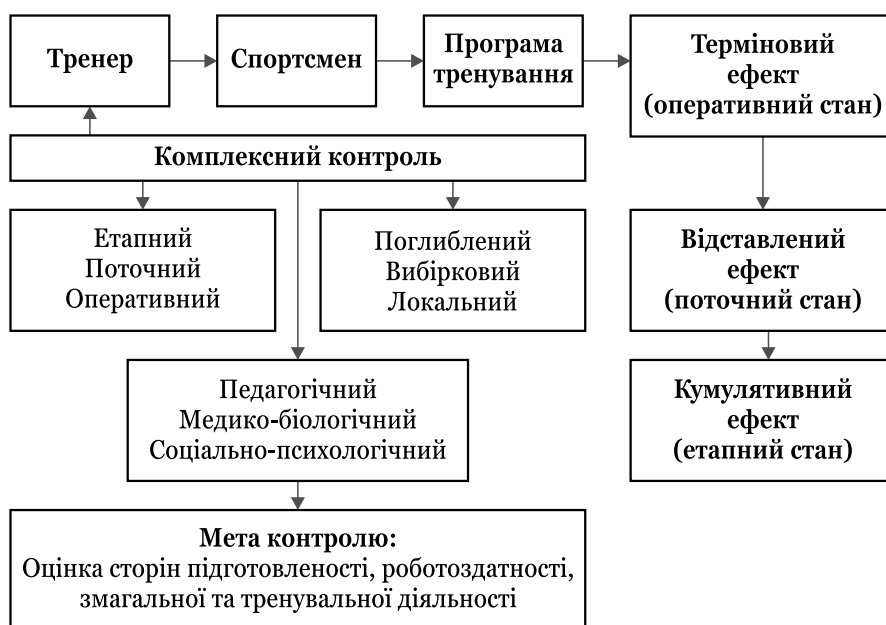 Тренер
Спортсмен
Програма
тренування
Терміновий
ефект
(оперативний стан)
Комплексний контроль
Етапний
Поточний
Оперативний
Поглиблений
Вибірковий
Локальний
Відставлений
ефект
(поточний стан)
Педагогічний
Медико-біологічний
Соціально-психологічний
Кумулятивний
ефект
(етапний стан)
Мета контролю:
Оцінка сторін підготовленості, роботоздатності,
змагальної та тренувальної діяльності